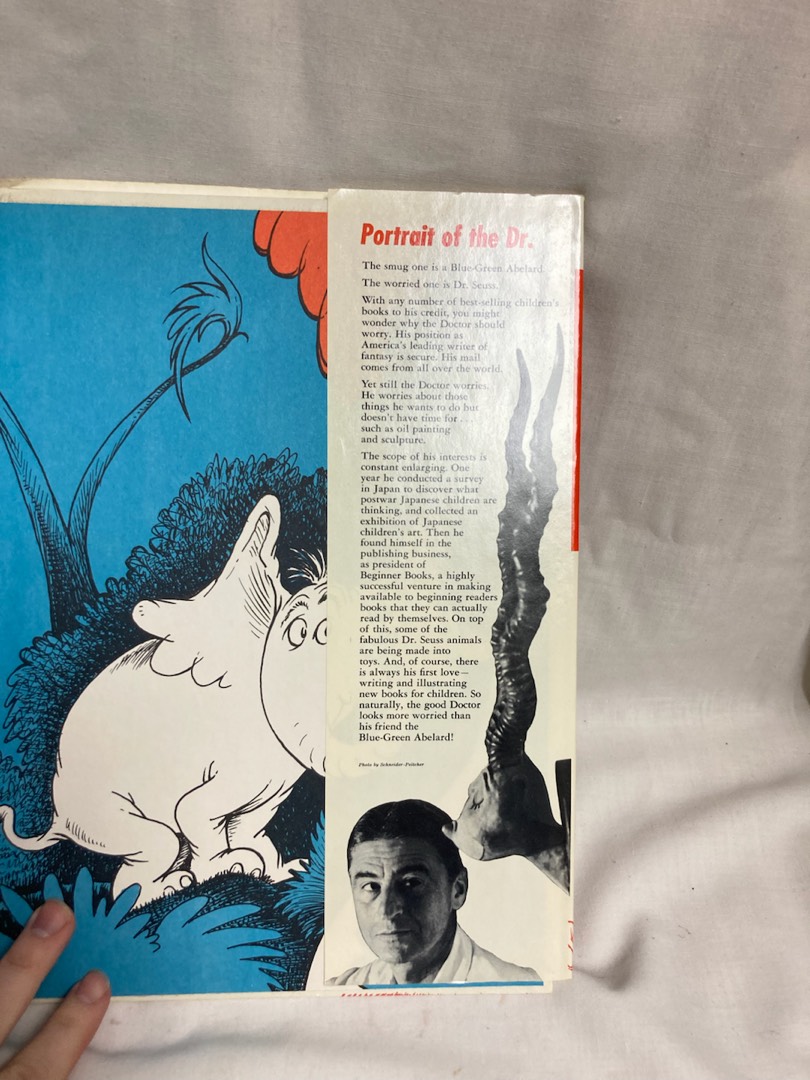 Portrait of the Dr.
The smug one is a Blue-Green Abelard.
The worried one is Dr. Seuss.
With any number of best-selling children's
books to his credit, you might
wonder why the Doctor should
worry. His position as
America's leading writer of
fantasy is secure. His mail
comes from all over the world.
Yet still the Doctor worries.
He worries about those
things he wants to do but
doesn't have time for . . .
such as oil painting
and sculpture.
The scope of his interests is
constant enlarging. One
year he conducted a survey
in Japan to discover what
postwar Japanese children are
thinking, and collected an
exhibition of Japanese
children's art. Then he
found himself in the
publishing business,
as president of
Beginner Books, a highly
successful venture in making
available to beginning readers
books that they can actually
read by themselves. On top
of this, some of the
fabulous Dr. Seuss animals
are being made into
toys. And, of course, there
is always his first love—
writing and illustrating
new books for children. So
naturally, the good Doctor
looks more worried than
his friend the
Blue-Green Abelard!
Photo by Schneider-Fettcher